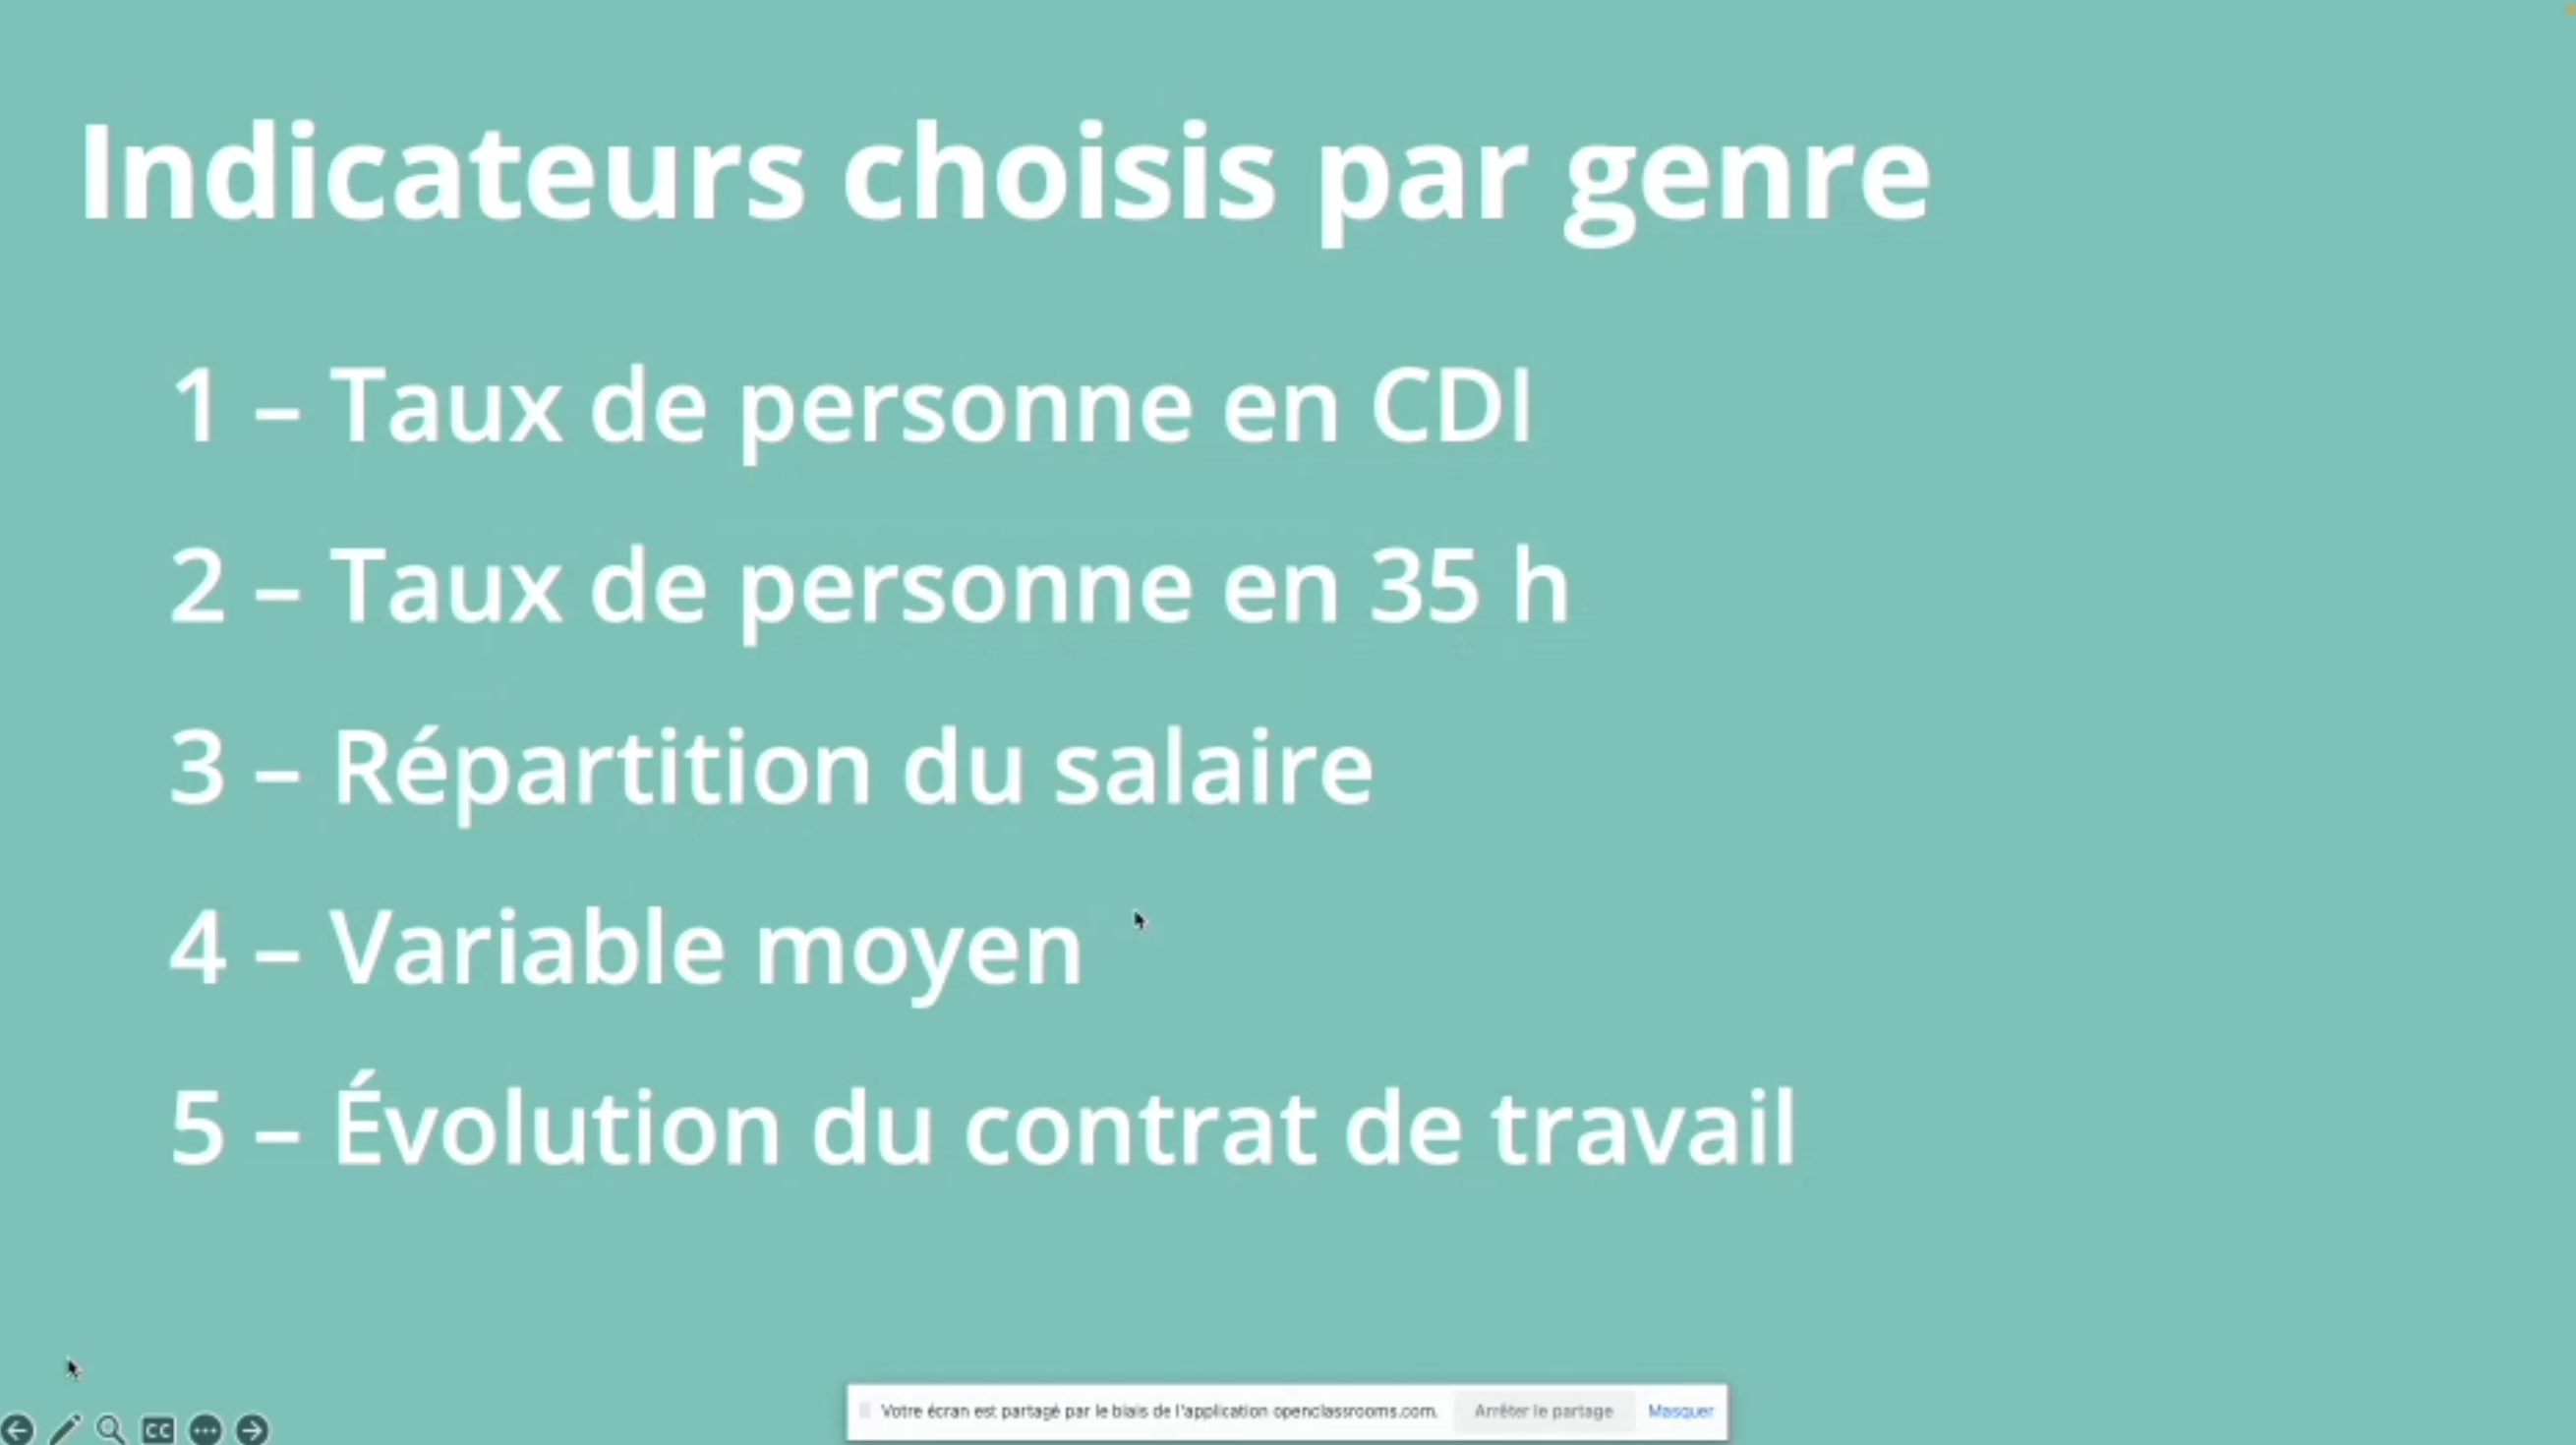 Indicateurs choisis par genre
1 – Taux de personne en CDI
2 – Taux de personne en 35 h
3 – Répartition du salaire
4 – Variable moyen
5 – Évolution du contrat de travail
Votre écran est partagé par le biais de l'application openclassrooms.com. Arrêter le partage Masquer
CC